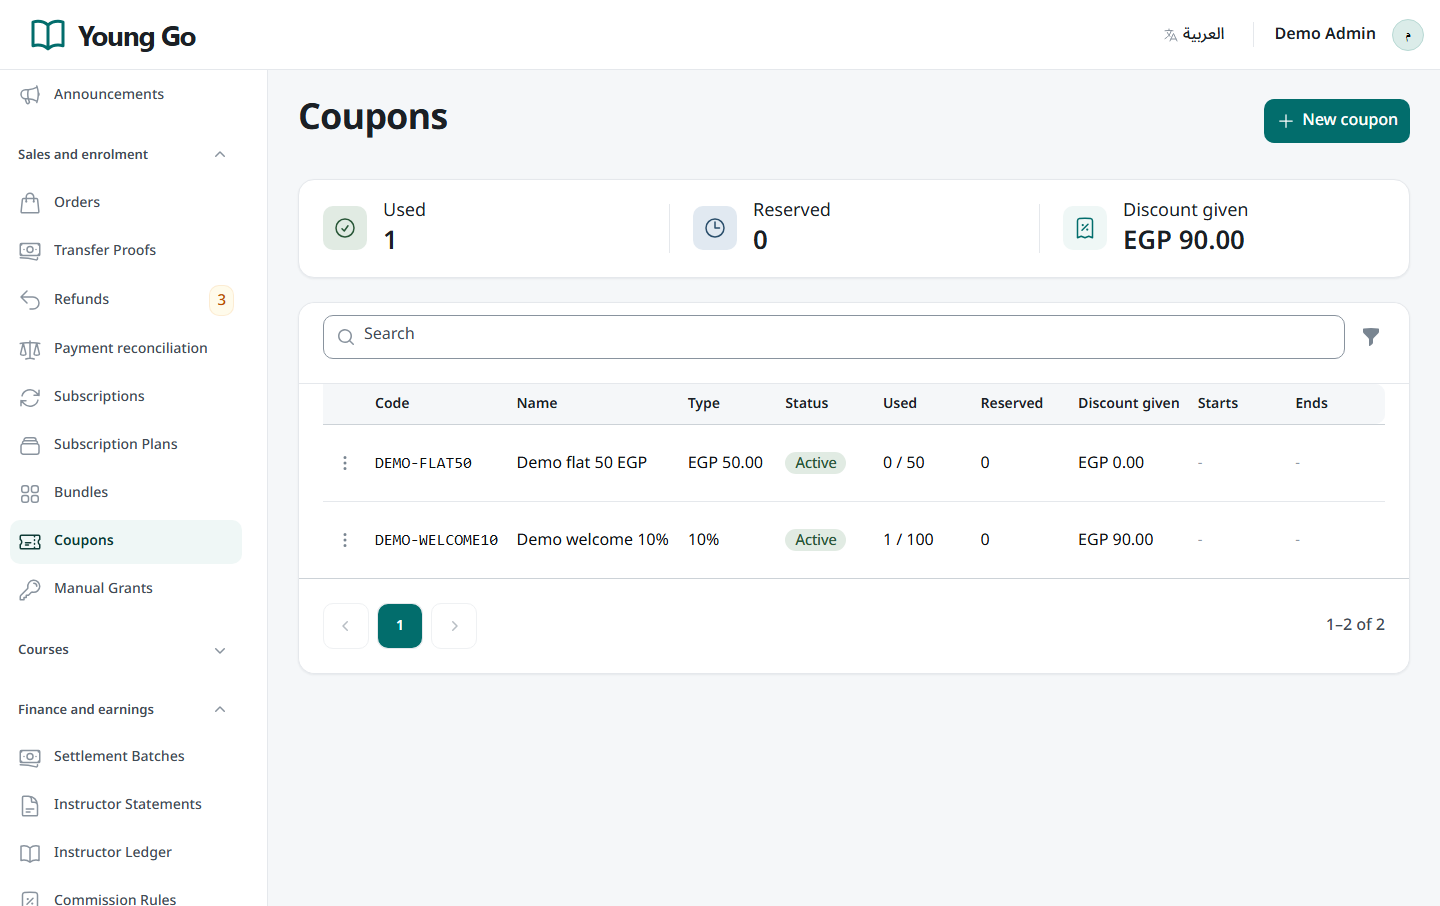 Young Go
العربية
Demo Admin
م
Announcements
Sales and enrolment
Orders
Transfer Proofs
Refunds
3
Payment reconciliation
Subscriptions
Subscription Plans
Bundles
Coupons
Manual Grants
Courses
Finance and earnings
Settlement Batches
Instructor Statements
Instructor Ledger
Commission Rules
Coupons
+ New coupon
Used
1
Reserved
0
Discount given
EGP 90.00
Search
Code Name Type Status Used Reserved Discount given Starts Ends
DEMO-FLAT50 Demo flat 50 EGP EGP 50.00 Active 0 / 50 0 EGP 0.00 - -
DEMO-WELCOME10 Demo welcome 10% 10% Active 1 / 100 0 EGP 90.00 - -
1
1–2 of 2